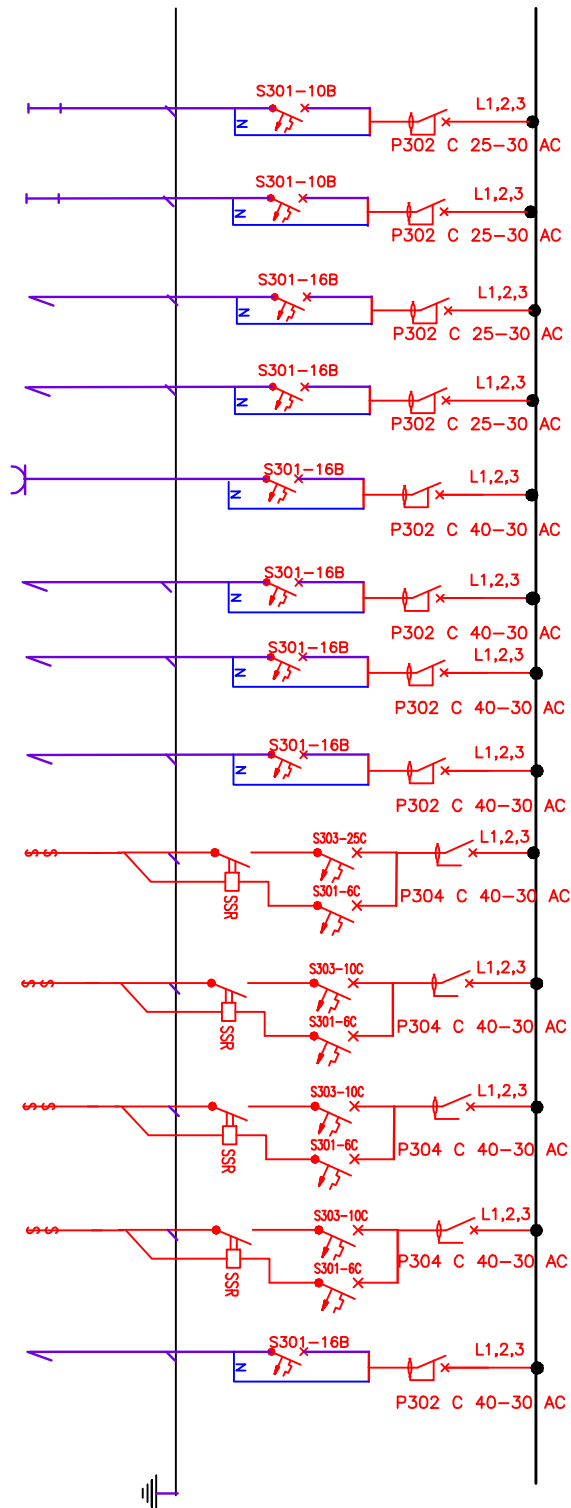 S301-10B
L1,2,3
N
P302 C 25-30 AC
S301-10B
L1,2,3
N
P302 C 25-30 AC
S301-16B
L1,2,3
N
P302 C 25-30 AC
S301-16B
L1,2,3
N
P302 C 25-30 AC
S301-16B
L1,2,3
N
P302 C 40-30 AC
S301-16B
L1,2,3
N
P302 C 40-30 AC
S301-16B
L1,2,3
N
P302 C 40-30 AC
S301-16B
L1,2,3
N
P302 C 40-30 AC
S303-25C
L1,2,3
S301-6C
P304 C 40-30 AC
SSR
S303-10C
L1,2,3
S301-6C
P304 C 40-30 AC
SSR
S303-10C
L1,2,3
S301-6C
P304 C 40-30 AC
SSR
S303-10C
L1,2,3
S301-6C
P304 C 40-30 AC
SSR
S301-16B
L1,2,3
N
P302 C 40-30 AC